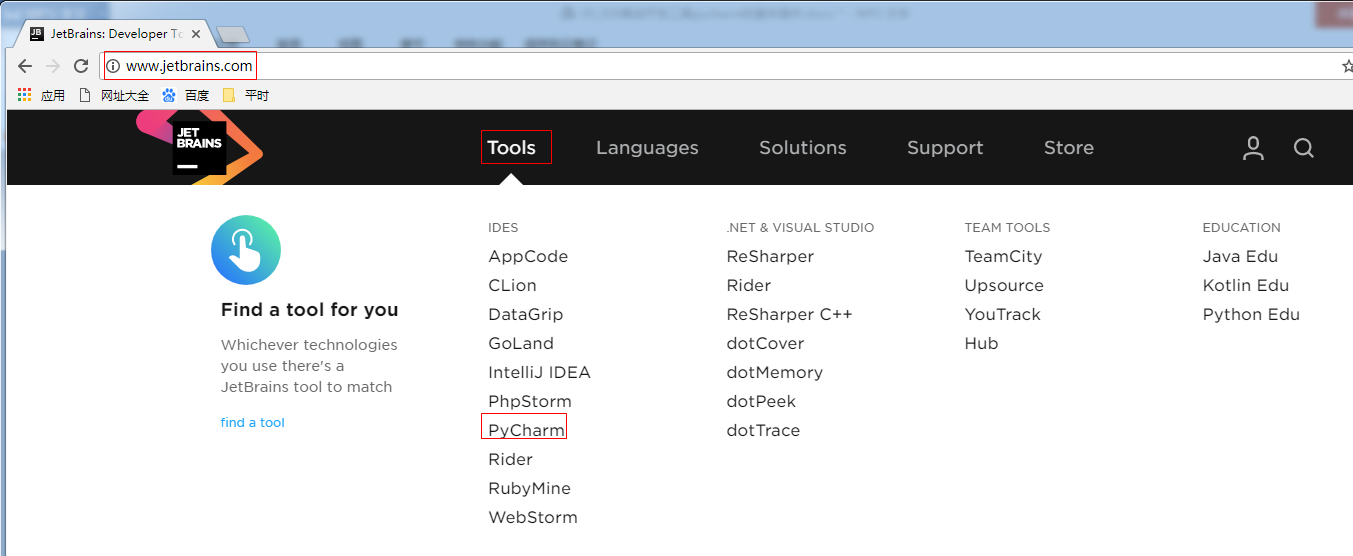 JetBrains: Developer To
www.jetbrains.com
应用 网址大全 百度 平时
JET
BRAINS
Tools Languages Solutions Support Store
Find a tool for you
Whichever technologies
you use there's a
JetBrains tool to match
find a tool
IDES
AppCode
CLion
DataGrip
GoLand
IntelliJ IDEA
PhpStorm
PyCharm
Rider
RubyMine
WebStorm
.NET & VISUAL STUDIO
ReSharper
Rider
ReSharper C++
dotCover
dotMemory
dotPeek
dotTrace
TEAM TOOLS
TeamCity
Upsource
YouTrack
Hub
EDUCATION
Java Edu
Kotlin Edu
Python Edu